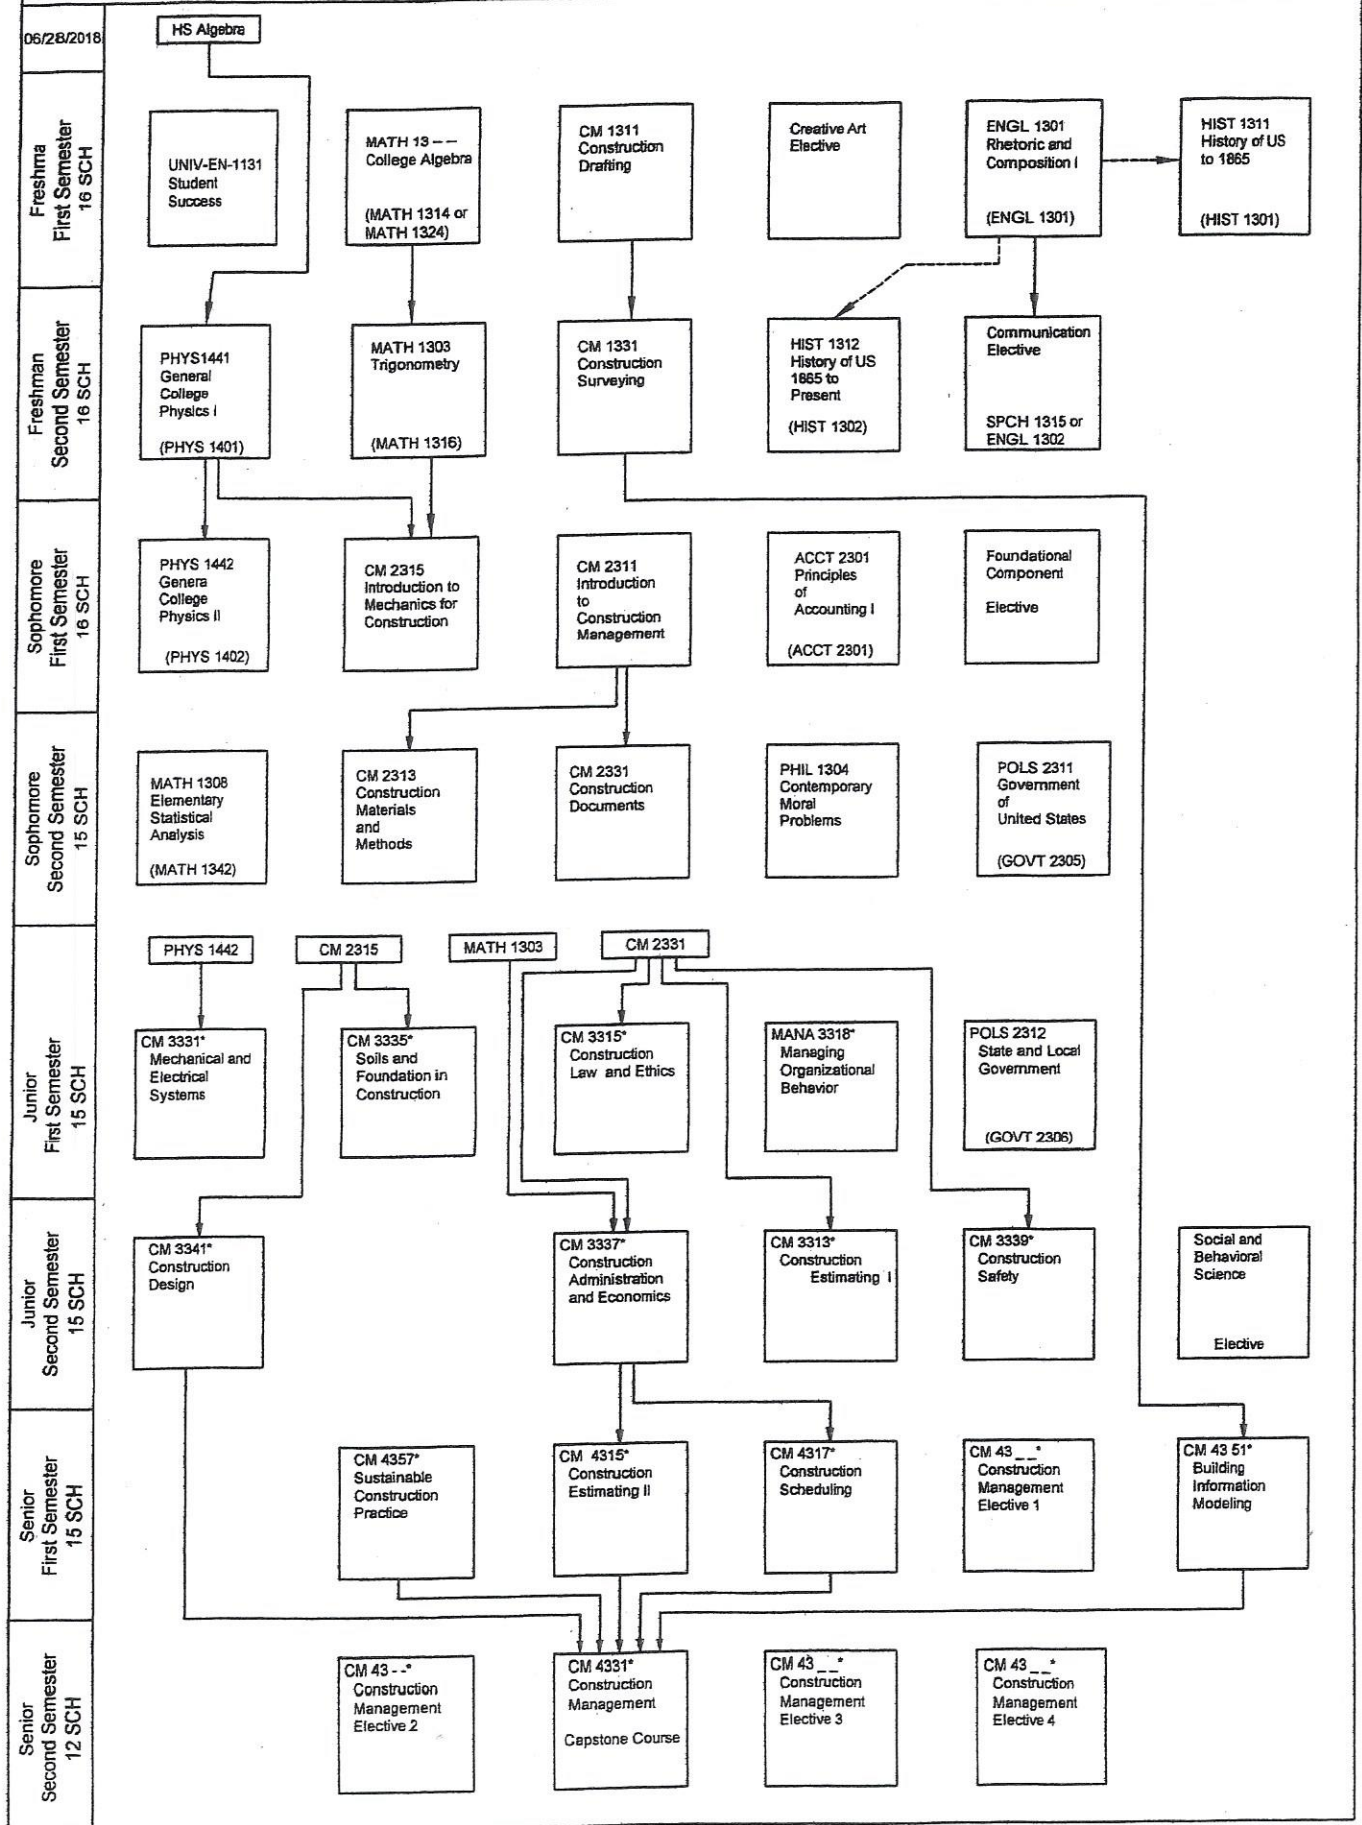 06/28/2018
HS Algebra
Freshma
First Semester
16 SCH
UNIV-EN-1131
Student
Success
MATH 13 – –
College Algebra
(MATH 1314 or
MATH 1324)
CM 1311
Construction
Drafting
Creative Art
Elective
ENGL 1301
Rhetoric and
Composition I
(ENGL 1301)
HIST 1311
History of US
to 1865
(HIST 1301)
Freshman
Second Semester
16 SCH
PHYS1441
General
College
Physics I
(PHYS 1401)
MATH 1303
Trigonometry
(MATH 1316)
CM 1331
Construction
Surveying
HIST 1312
History of US
1865 to
Present
(HIST 1302)
Communication
Elective
SPCH 1315 or
ENGL 1302
Sophomore
First Semester
16 SCH
PHYS 1442
Genera
College
Physics II
(PHYS 1402)
CM 2315
Introduction to
Mechanics for
Construction
CM 2311
Introduction
to
Construction
Management
ACCT 2301
Principles
of
Accounting I
(ACCT 2301)
Foundational
Component
Elective
Sophomore
Second Semester
15 SCH
MATH 1308
Elementary
Statistical
Analysis
(MATH 1342)
CM 2313
Construction
Materials
and
Methods
CM 2331
Construction
Documents
PHIL 1304
Contemporary
Moral
Problems
POLS 2311
Government
of
United States
(GOVT 2305)
Junior
First Semester
15 SCH
PHYS 1442
CM 2315
MATH 1303
CM 2331
CM 3331*
Mechanical and
Electrical
Systems
CM 3335*
Soils and
Foundation in
Construction
CM 3315*
Construction
Law and Ethics
MANA 3318*
Managing
Organizational
Behavior
POLS 2312
State and Local
Government
(GOVT 2306)
Junior
Second Semester
15 SCH
CM 3341*
Construction
Design
CM 3337*
Construction
Administration
and Economics
CM 3313*
Construction
Estimating I
CM 3339*
Construction
Safety
Social and
Behavioral
Science
Elective
Senior
First Semester
15 SCH
CM 4357*
Sustainable
Construction
Practice
CM 4315*
Construction
Estimating II
CM 4317*
Construction
Scheduling
CM 43 _ _*
Construction
Management
Elective 1
CM 43 51*
Building
Information
Modeling
Senior
Second Semester
12 SCH
CM 43 - -*
Construction
Management
Elective 2
CM 4331*
Construction
Management
Capstone Course
CM 43 _ _*
Construction
Management
Elective 3
CM 43 _ _*
Construction
Management
Elective 4